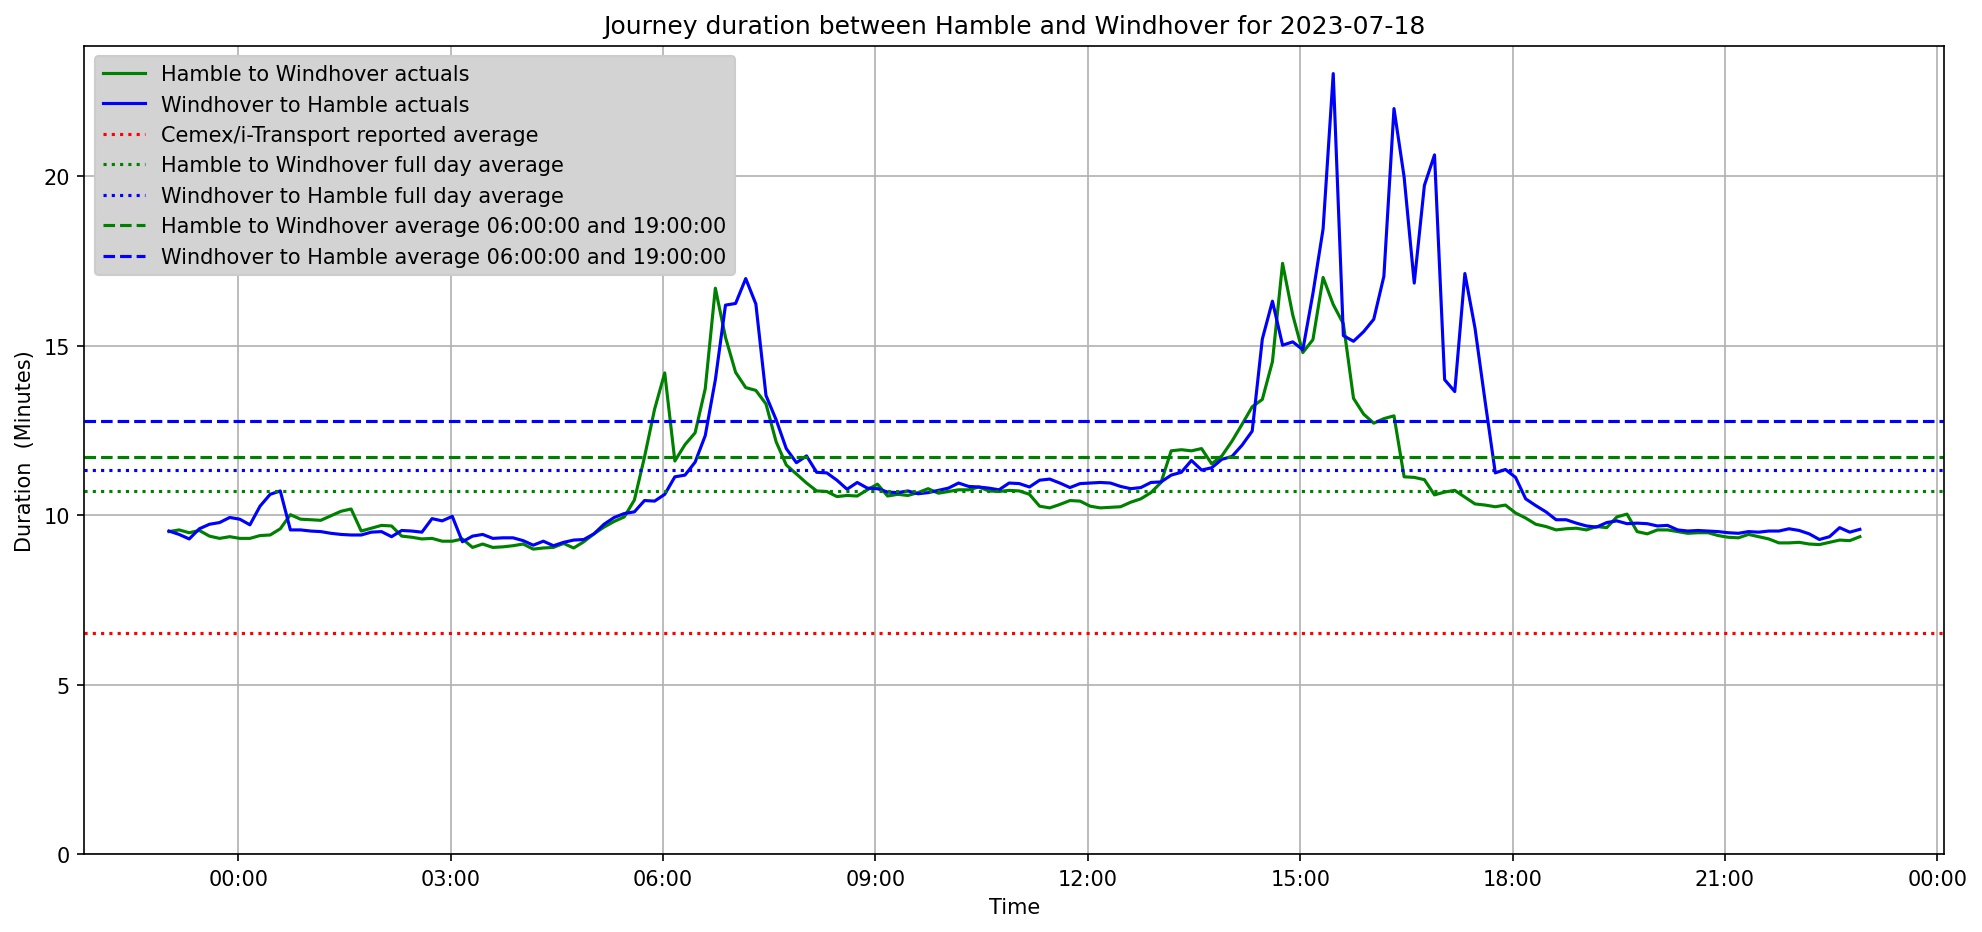 Journey duration between Hamble and Windhover for 2023-07-18
Hamble to Windhover actuals
Windhover to Hamble actuals
Cemex/i-Transport reported average
Hamble to Windhover full day average
Windhover to Hamble full day average
Hamble to Windhover average 06:00:00 and 19:00:00
Windhover to Hamble average 06:00:00 and 19:00:00
Duration  (Minutes)
20
15
10
5
0
00:00 03:00 06:00 09:00 12:00 15:00 18:00 21:00 00:00
Time